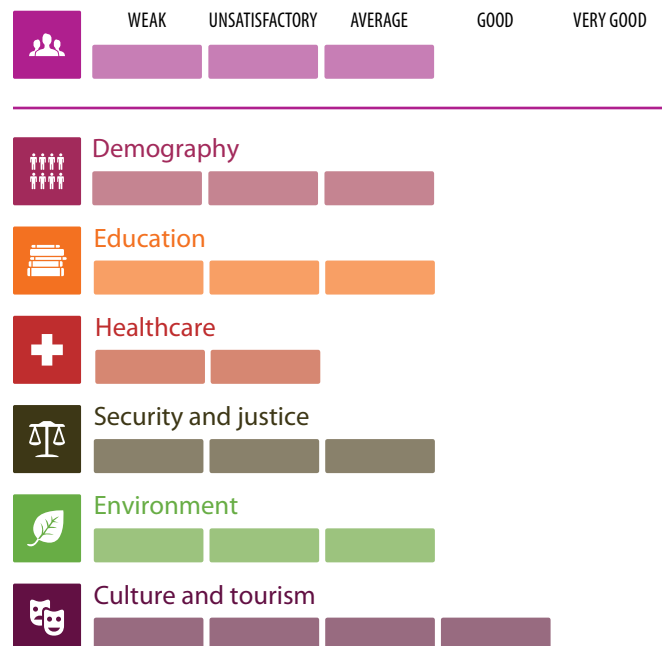 WEAK UNSATISFACTORY AVERAGE GOOD VERY GOOD
Demography
Education
Healthcare
Security and justice
Environment
Culture and tourism